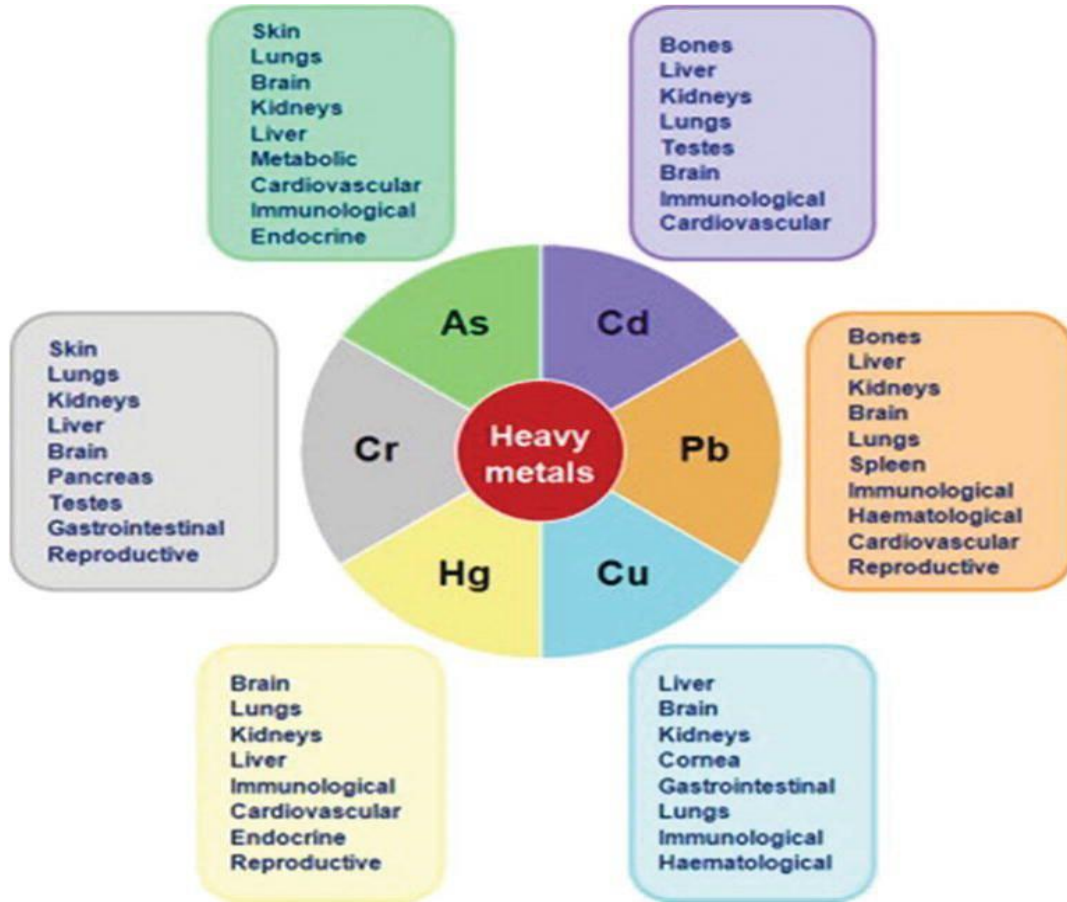 Skin
Lungs
Brain
Kidneys
Liver
Metabolic
Cardiovascular
Immunological
Endocrine
Bones
Liver
Kidneys
Lungs
Testes
Brain
Immunological
Cardiovascular
As
Cd
Skin
Lungs
Kidneys
Liver
Brain
Pancreas
Testes
Gastrointestinal
Reproductive
Cr
Heavy
metals
Pb
Bones
Liver
Kidneys
Brain
Lungs
Spleen
Immunological
Haematological
Cardiovascular
Reproductive
Hg
Cu
Brain
Lungs
Kidneys
Liver
Immunological
Cardiovascular
Endocrine
Reproductive
Liver
Brain
Kidneys
Cornea
Gastrointestinal
Lungs
Immunological
Haematological